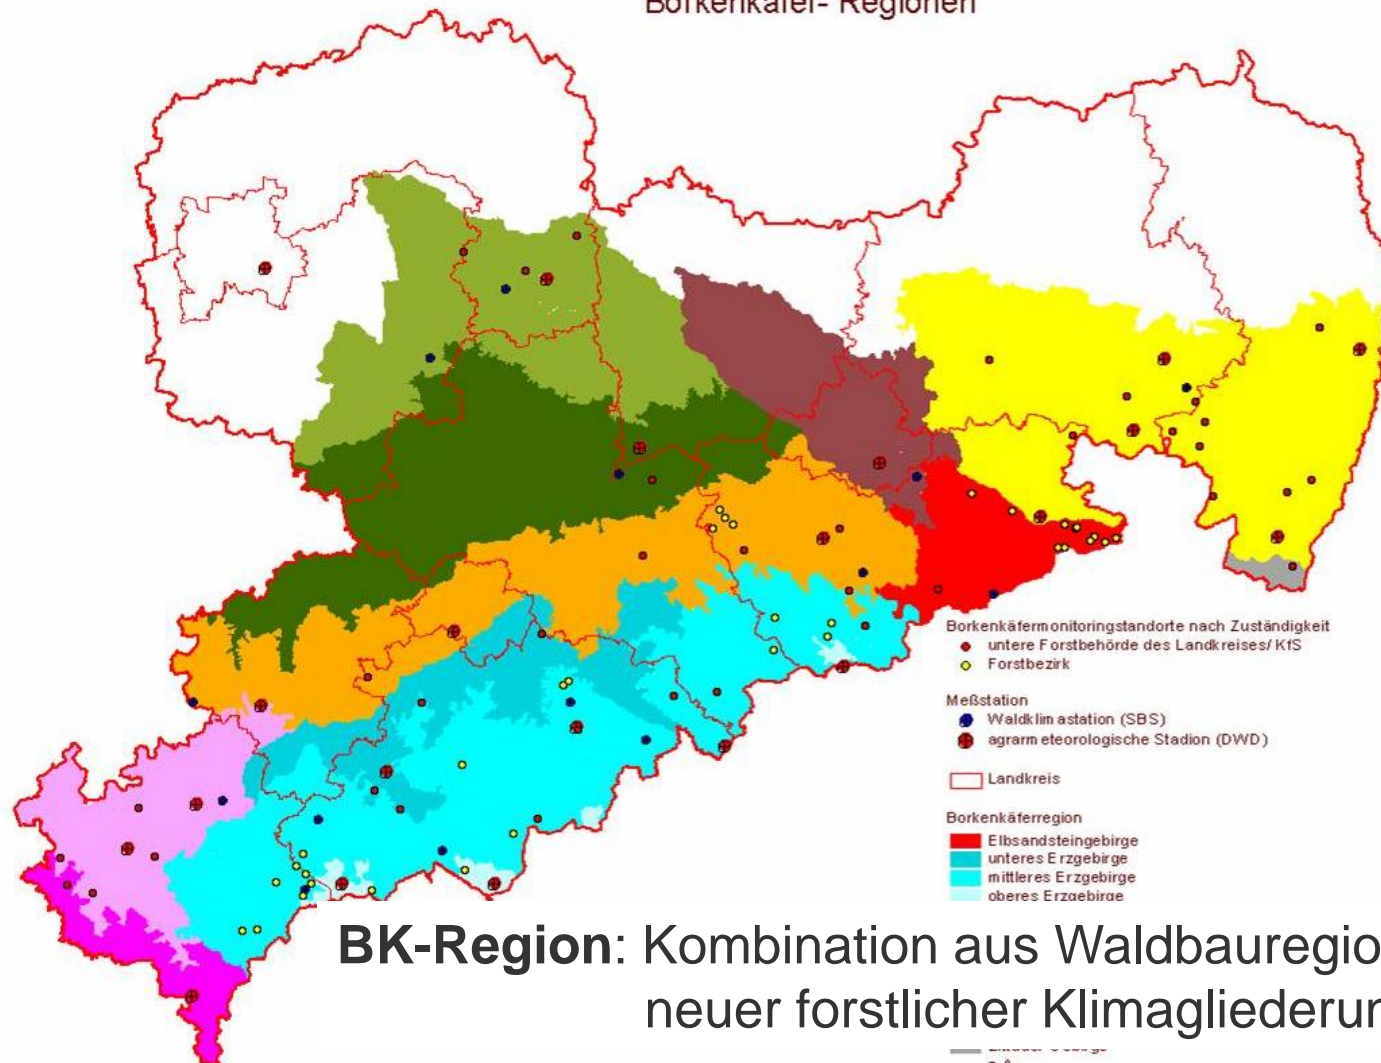 Borkenkäfer- Regionen
Borkenkäfermonitoringstandorte nach Zuständigkeit
untere Forstbehörde des Landkreises/ KfS
Forstbezirk
Meßstation
Waldklimastation (SBS)
agrarmeteorologische Stadion (DWD)
Landkreis
Borkenkäferregion
Elbsandsteingebirge
unteres Erzgebirge
mittleres Erzgebirge
oberes Erzgebirge
BK-Region: Kombination aus Waldbauregio
neuer forstlicher Klimagliederun